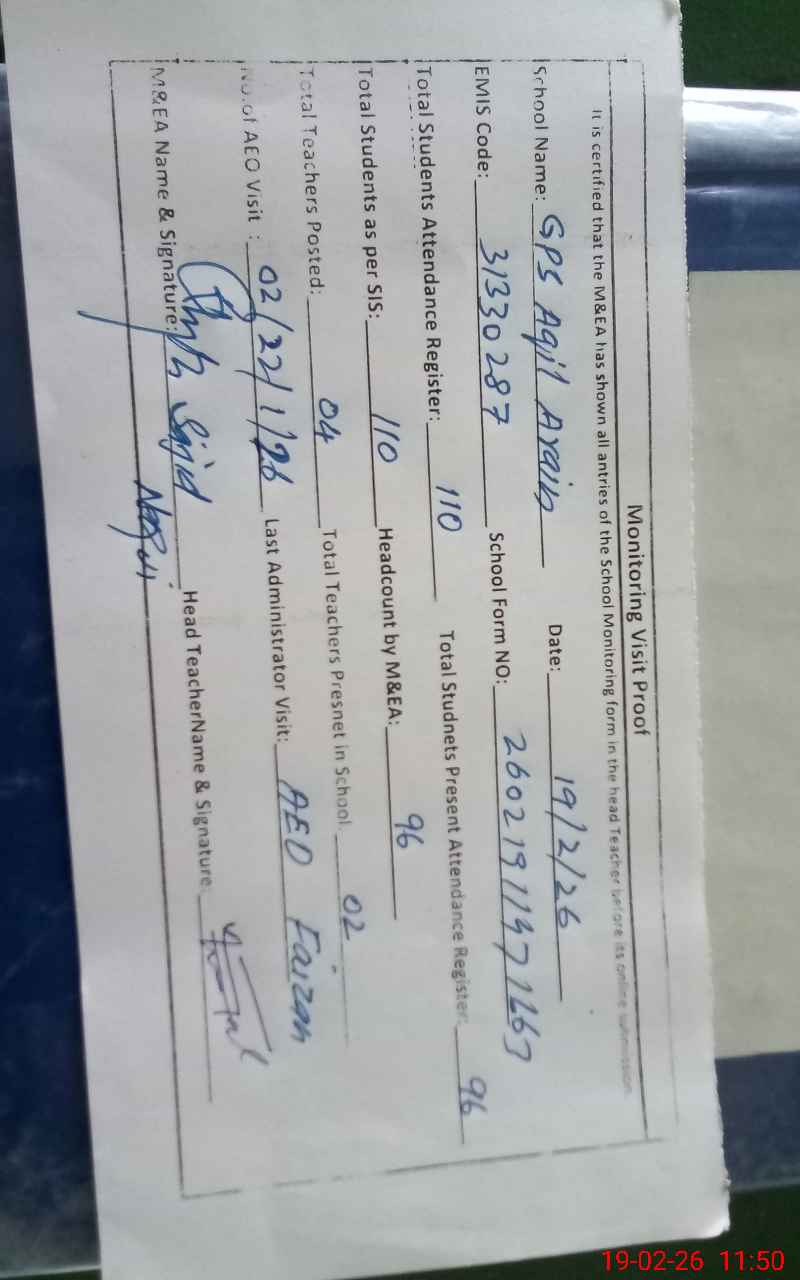 Monitoring Visit Proof
It is certified that the M&EA has shown all antries of the School Monitoring form in the head Teacher before its online submission
School Name: GPS Aqil Arain Date: 19/2/26
EMIS Code: 31330287 School Form NO:
Total Students Attendance Register: 110 Total Studnets Present Attendance Register: 96
Total Students as per SIS: 110 Headcount by M&EA: 96
Total Teachers Posted: 04 Total Teachers Presnet in School. 02
No.of AEO Visit : 02/22/1/26 Last Administrator Visit: AEO Faizan
M&EA Name & Signature: Sajid Head TeacherName & Signature:
19-02-26 11:50